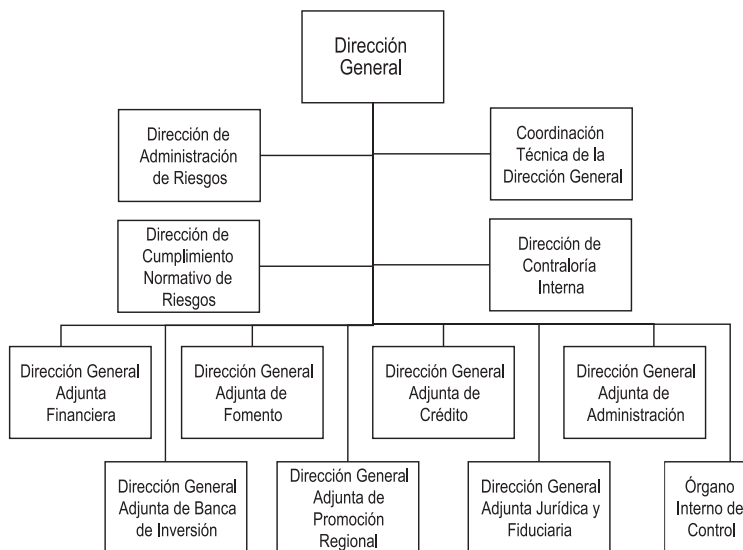 Dirección
General
Dirección de
Administración
de Riesgos
Coordinación
Técnica de la
Dirección General
Dirección de
Cumplimiento
Normativo de
Riesgos
Dirección de
Contraloría
Interna
Dirección General
Adjunta
Financiera
Dirección General
Adjunta de
Fomento
Dirección General
Adjunta de
Crédito
Dirección General
Adjunta de
Administración
Dirección General
Adjunta de Banca
de Inversión
Dirección General
Adjunta de
Promoción
Regional
Dirección General
Adjunta Jurídica y
Fiduciaria
Órgano
Interno de
Control